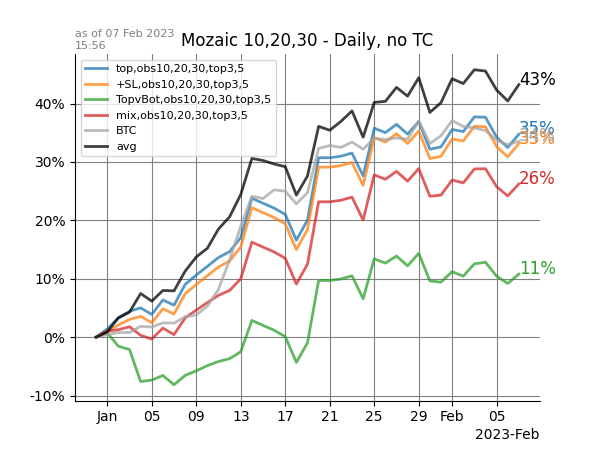 as of 07 Feb 2023
15:56
Mozaic 10,20,30 - Daily, no TC
top,obs10,20,30,top3,5
+SL,obs10,20,30,top3,5
TopvBot,obs10,20,30,top3,5
mix,obs10,20,30,top3,5
BTC
avg
43%
40%
35%
33%
30%
26%
20%
11%
10%
0%
-10%
Jan 05 09 13 17 21 25 29 Feb 05
2023-Feb